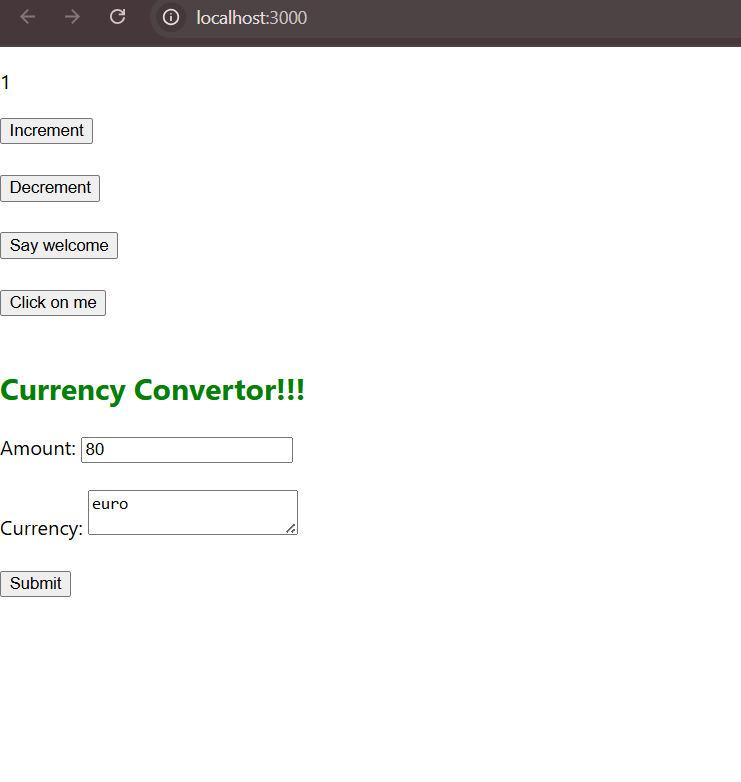 localhost:3000
1
Increment
Decrement
Say welcome
Click on me
Currency Convertor!!!
Amount: 80
Currency: euro
Submit